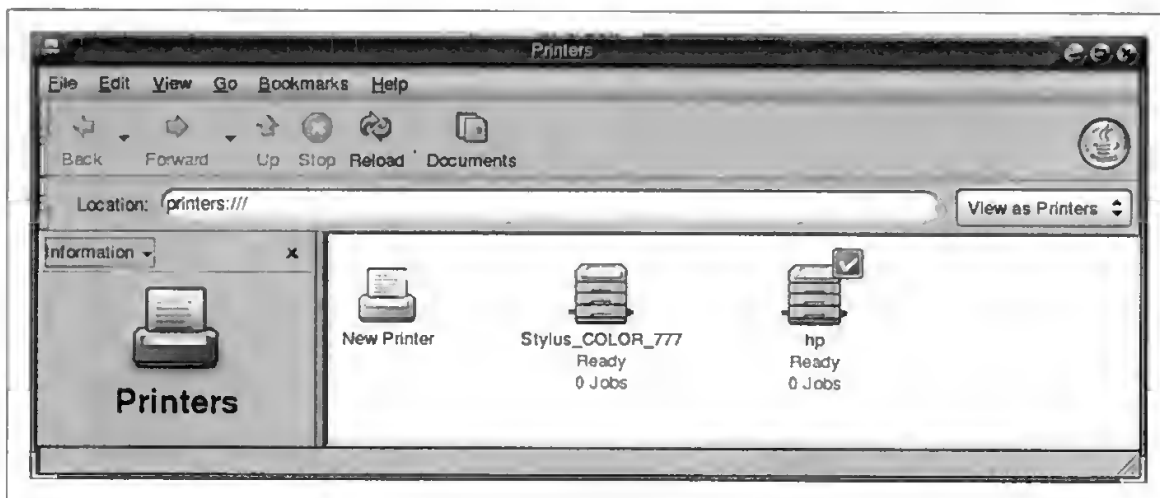 Printers
File Edit View Go Bookmarks Help
Back Forward Up Stop Reload Documents
Location: printers:/// View as Printers
Information
Printers
New Printer
Stylus_COLOR_777
Ready
0 Jobs
hp
Ready
0 Jobs